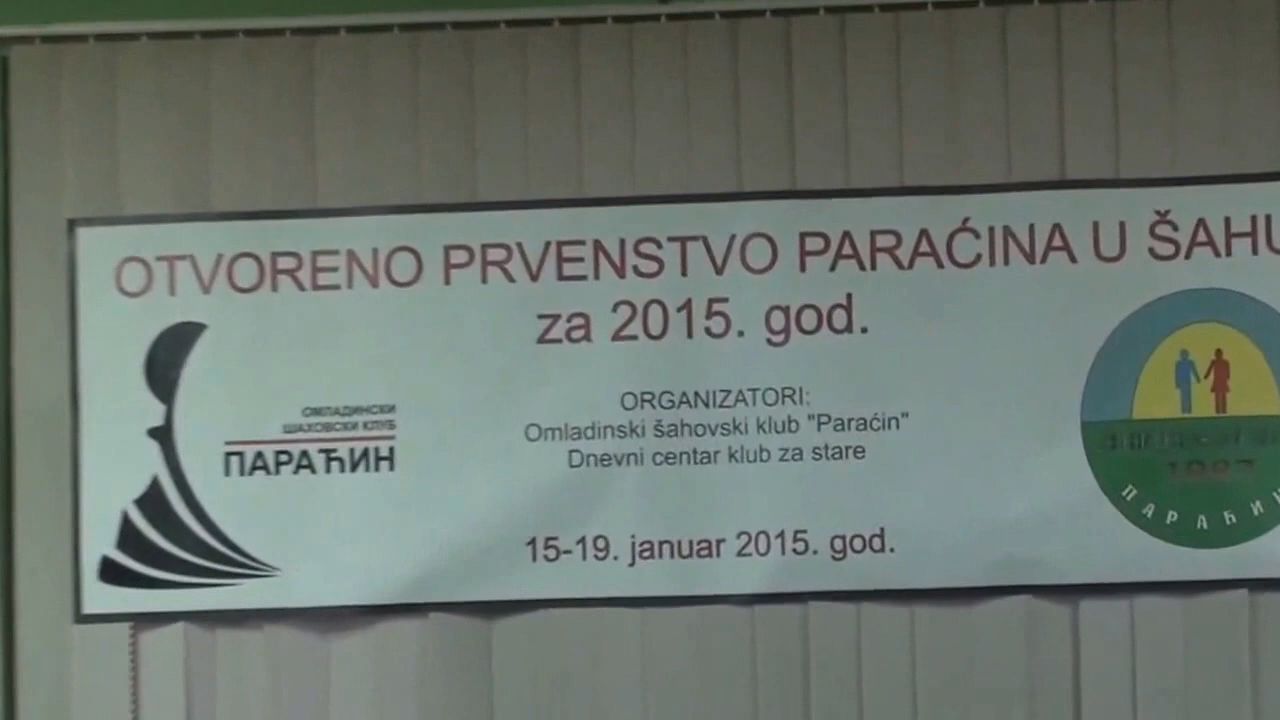 OTVORENO PRVENSTVO PARAĆINA U ŠAHU
za 2015. god.
ОМЛАДИНСКИ
ШАХОВСКИ КЛУБ
ПАРАЋИН
ORGANIZATORI:
Omladinski šahovski klub "Paraćin"
Dnevni centar klub za stare
15-19. januar 2015. god.
1987
ПАРАЋИН